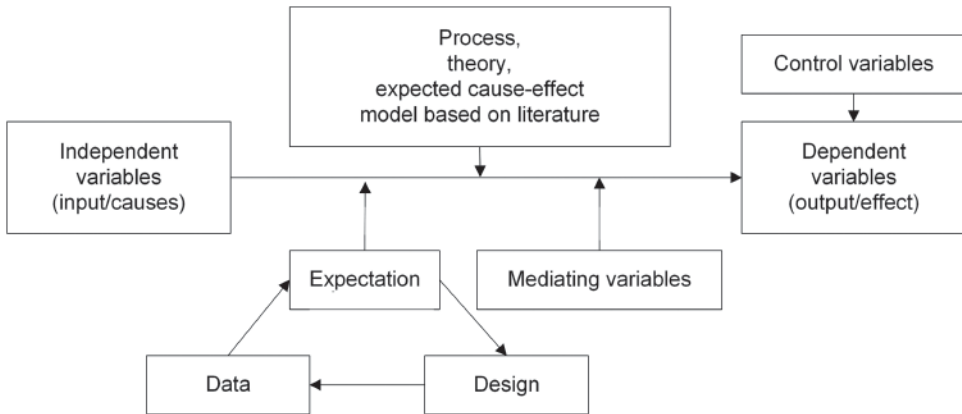 Process,
theory,
expected cause-effect
model based on literature
Control variables
Independent
variables
(input/causes)
Dependent
variables
(output/effect)
Expectation
Mediating variables
Data
Design